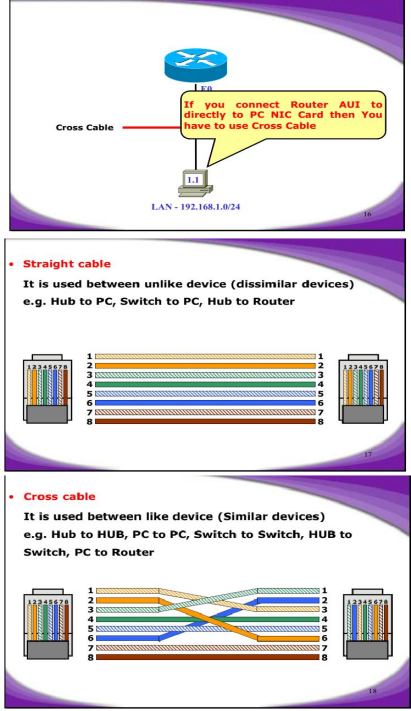 E0
If you connect Router AUI to
directly to PC NIC Card then You
have to use Cross Cable
Cross Cable
1.1
LAN - 192.168.1.0/24
16
• Straight cable
It is used between unlike device (dissimilar devices)
e.g. Hub to PC, Switch to PC, Hub to Router
1 1
2 2
3 3
4 4
5 5
6 6
7 7
8 8
12345678 12345678
17
• Cross cable
It is used between like device (Similar devices)
e.g. Hub to HUB, PC to PC, Switch to Switch, HUB to
Switch, PC to Router
1 1
2 2
3 3
4 4
5 5
6 6
7 7
8 8
12345678 12345678
18